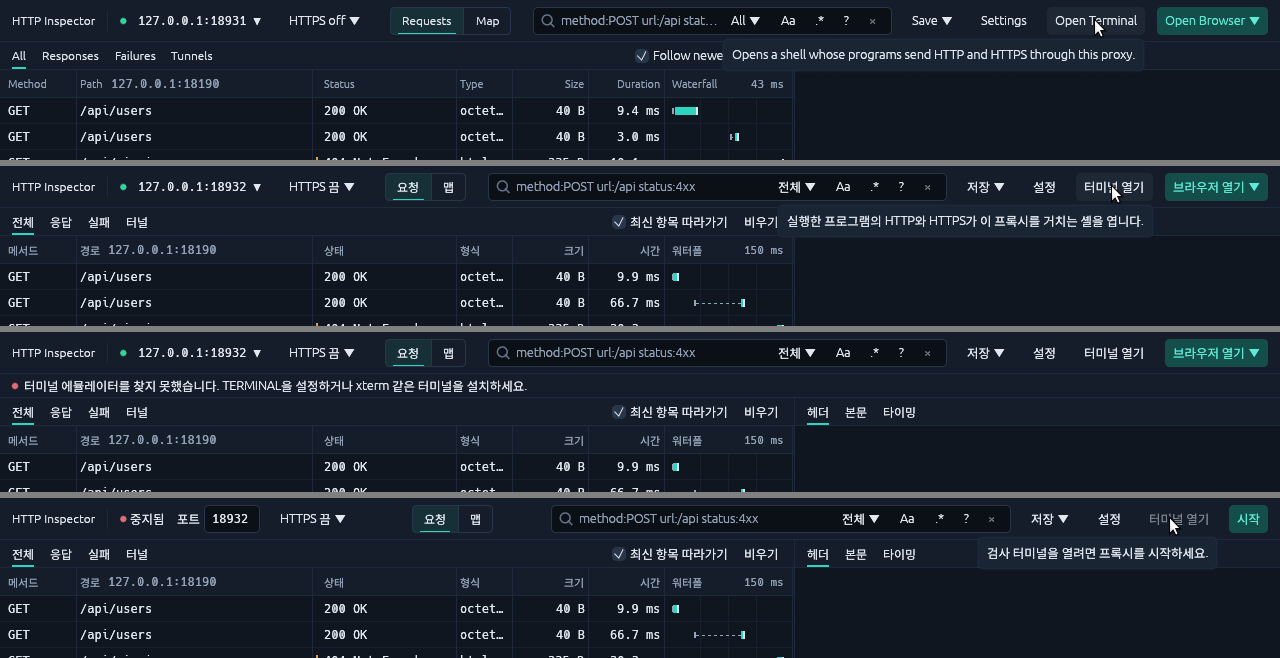 HTTP Inspector 127.0.0.1:18931 ▼ HTTPS off ▼ Requests Map method:POST url:/api stat… All ▼ Aa .* ? × Save ▼ Settings Open Terminal Open Browser ▼
All Responses Failures Tunnels Follow newe Opens a shell whose programs send HTTP and HTTPS through this proxy.
Method Path 127.0.0.1:18190 Status Type Size Duration Waterfall 43 ms
GET /api/users 200 OK octet… 40 B 9.4 ms
GET /api/users 200 OK octet… 40 B 3.0 ms
HTTP Inspector 127.0.0.1:18932 ▼ HTTPS 끔 ▼ 요청 맵 method:POST url:/api status:4xx 전체 ▼ Aa .* ? × 저장 ▼ 설정 터미널 열기 브라우저 열기 ▼
전체 응답 실패 터널 최신 항목 따라가기 비우기 실행한 프로그램의 HTTP와 HTTPS가 이 프록시를 거치는 셸을 엽니다.
메서드 경로 127.0.0.1:18190 상태 형식 크기 시간 워터폴 150 ms
GET /api/users 200 OK octet… 40 B 9.9 ms
GET /api/users 200 OK octet… 40 B 66.7 ms
HTTP Inspector 127.0.0.1:18932 ▼ HTTPS 끔 ▼ 요청 맵 method:POST url:/api status:4xx 전체 ▼ Aa .* ? × 저장 ▼ 설정 터미널 열기 브라우저 열기 ▼
터미널 에뮬레이터를 찾지 못했습니다. TERMINAL을 설정하거나 xterm 같은 터미널을 설치하세요.
전체 응답 실패 터널 최신 항목 따라가기 비우기 헤더 본문 타이밍
메서드 경로 127.0.0.1:18190 상태 형식 크기 시간 워터폴 150 ms
GET /api/users 200 OK octet… 40 B 9.9 ms
HTTP Inspector 중지됨 포트 18932 HTTPS 끔 ▼ 요청 맵 method:POST url:/api status:4xx 전체 ▼ Aa .* ? × 저장 ▼ 설정 터미널 열기 시작
전체 응답 실패 터널 최신 항목 따라가기 비우기 헤더 본문 타이밍 검사 터미널을 열려면 프록시를 시작하세요.
메서드 경로 127.0.0.1:18190 상태 형식 크기 시간 워터폴 150 ms
GET /api/users 200 OK octet… 40 B 9.9 ms
GET /api/users 200 OK octet… 40 B 66.7 ms